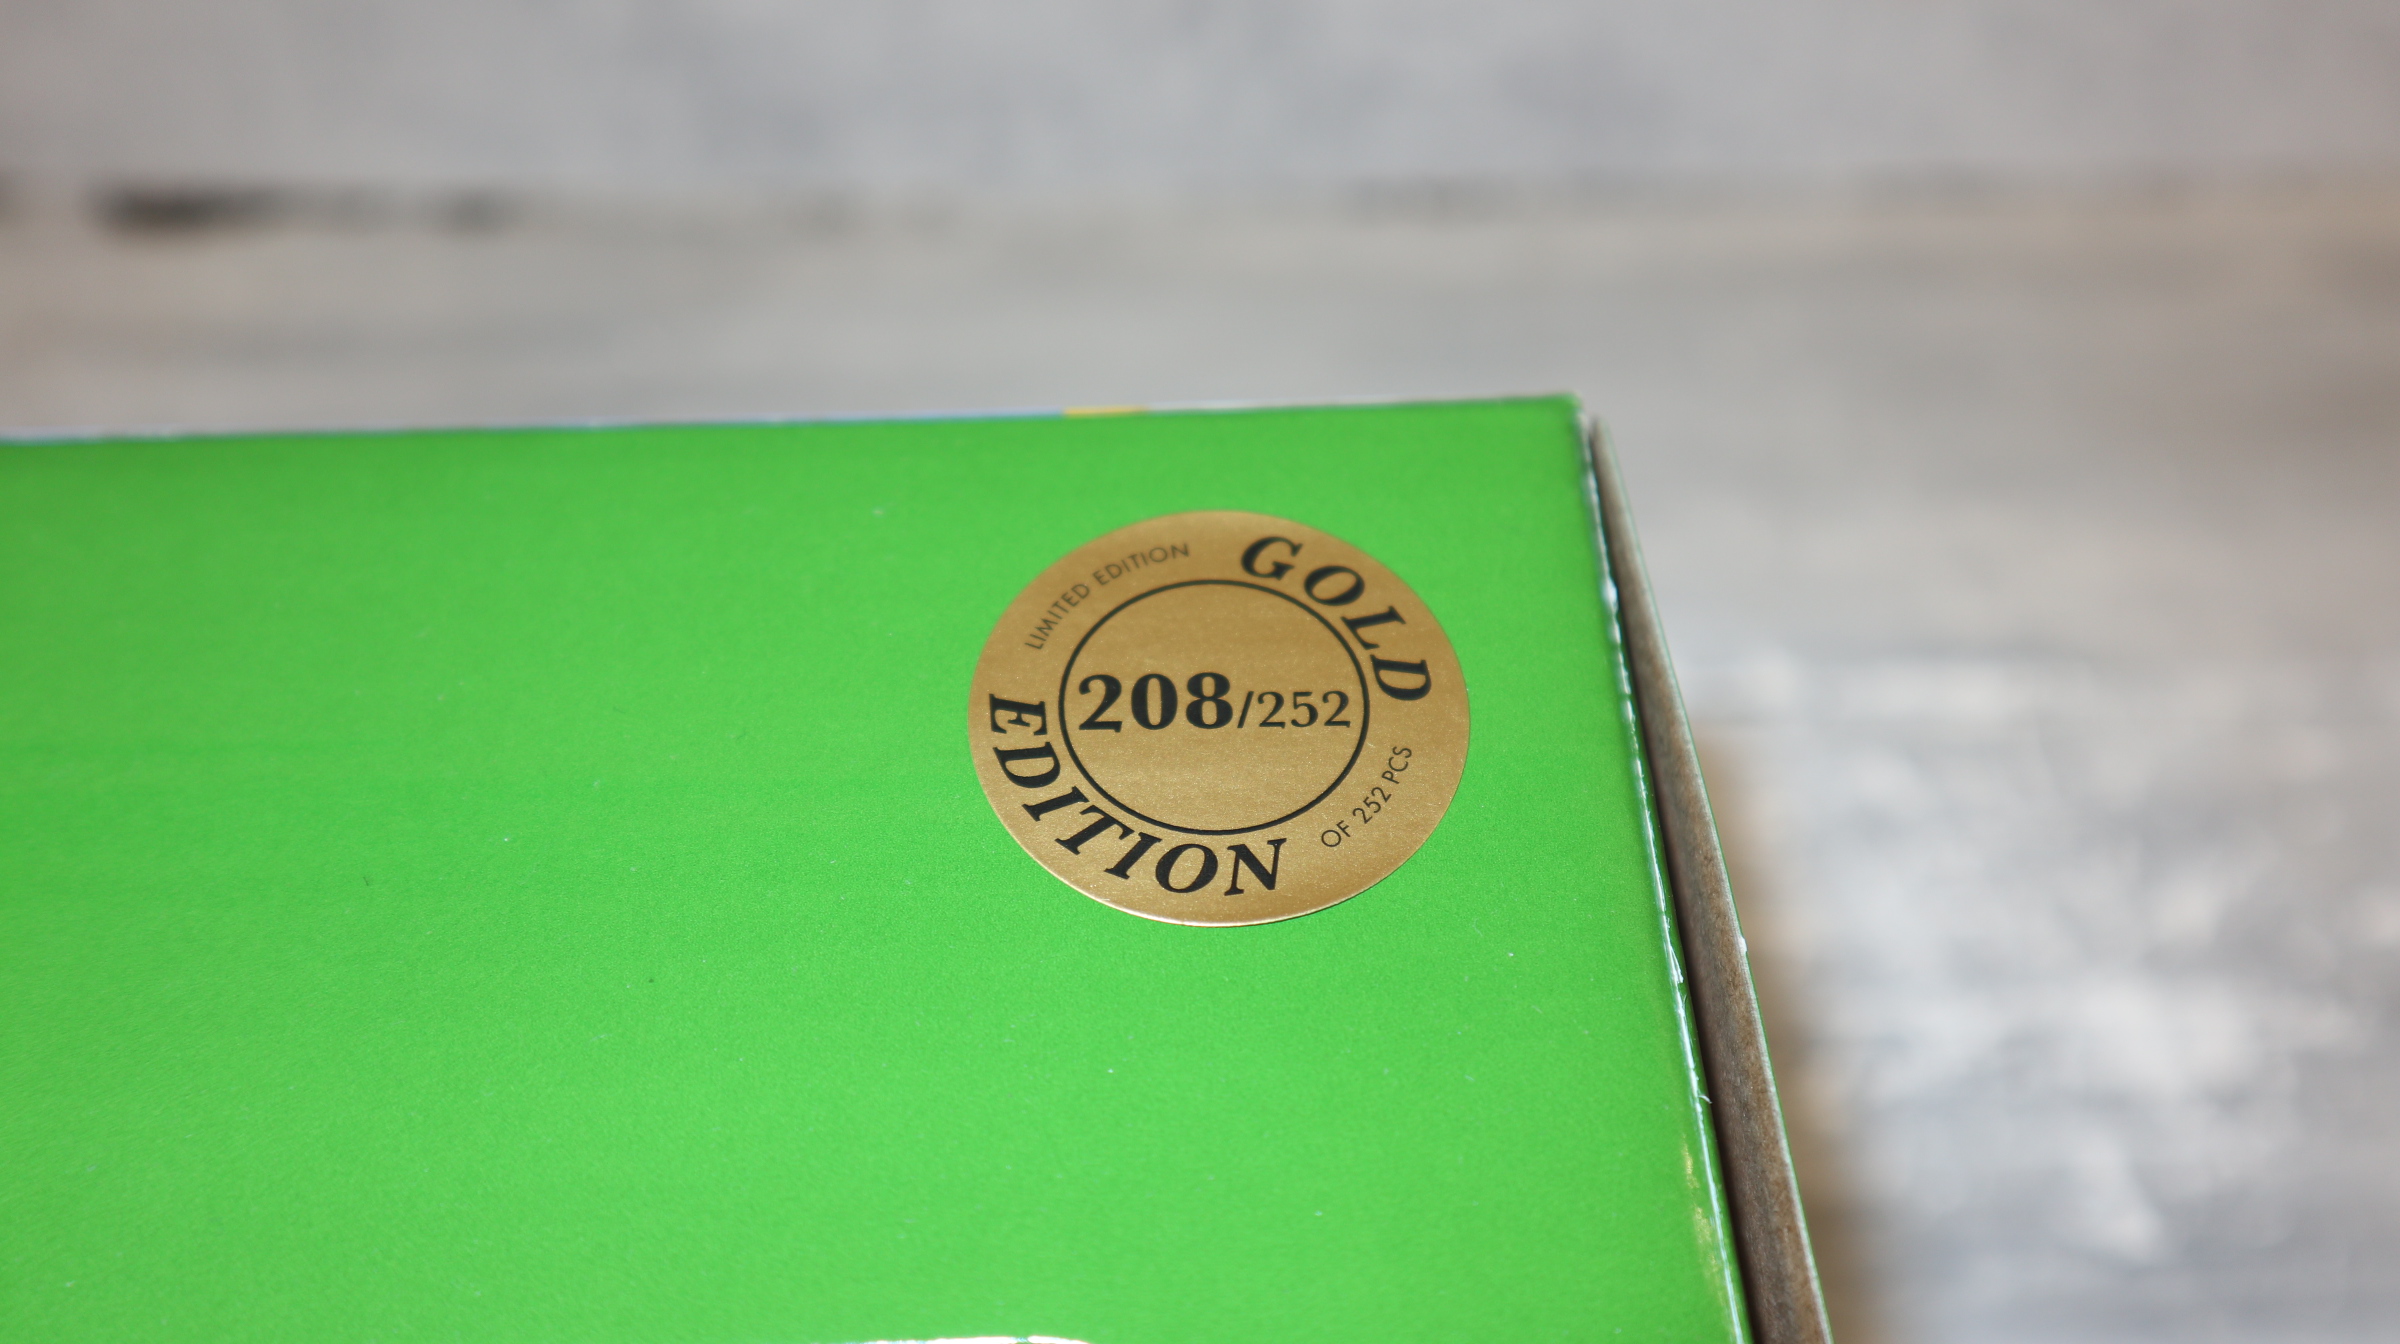 LIMITED EDITION
GOLD
208/252
EDITION
OF 252 PCS